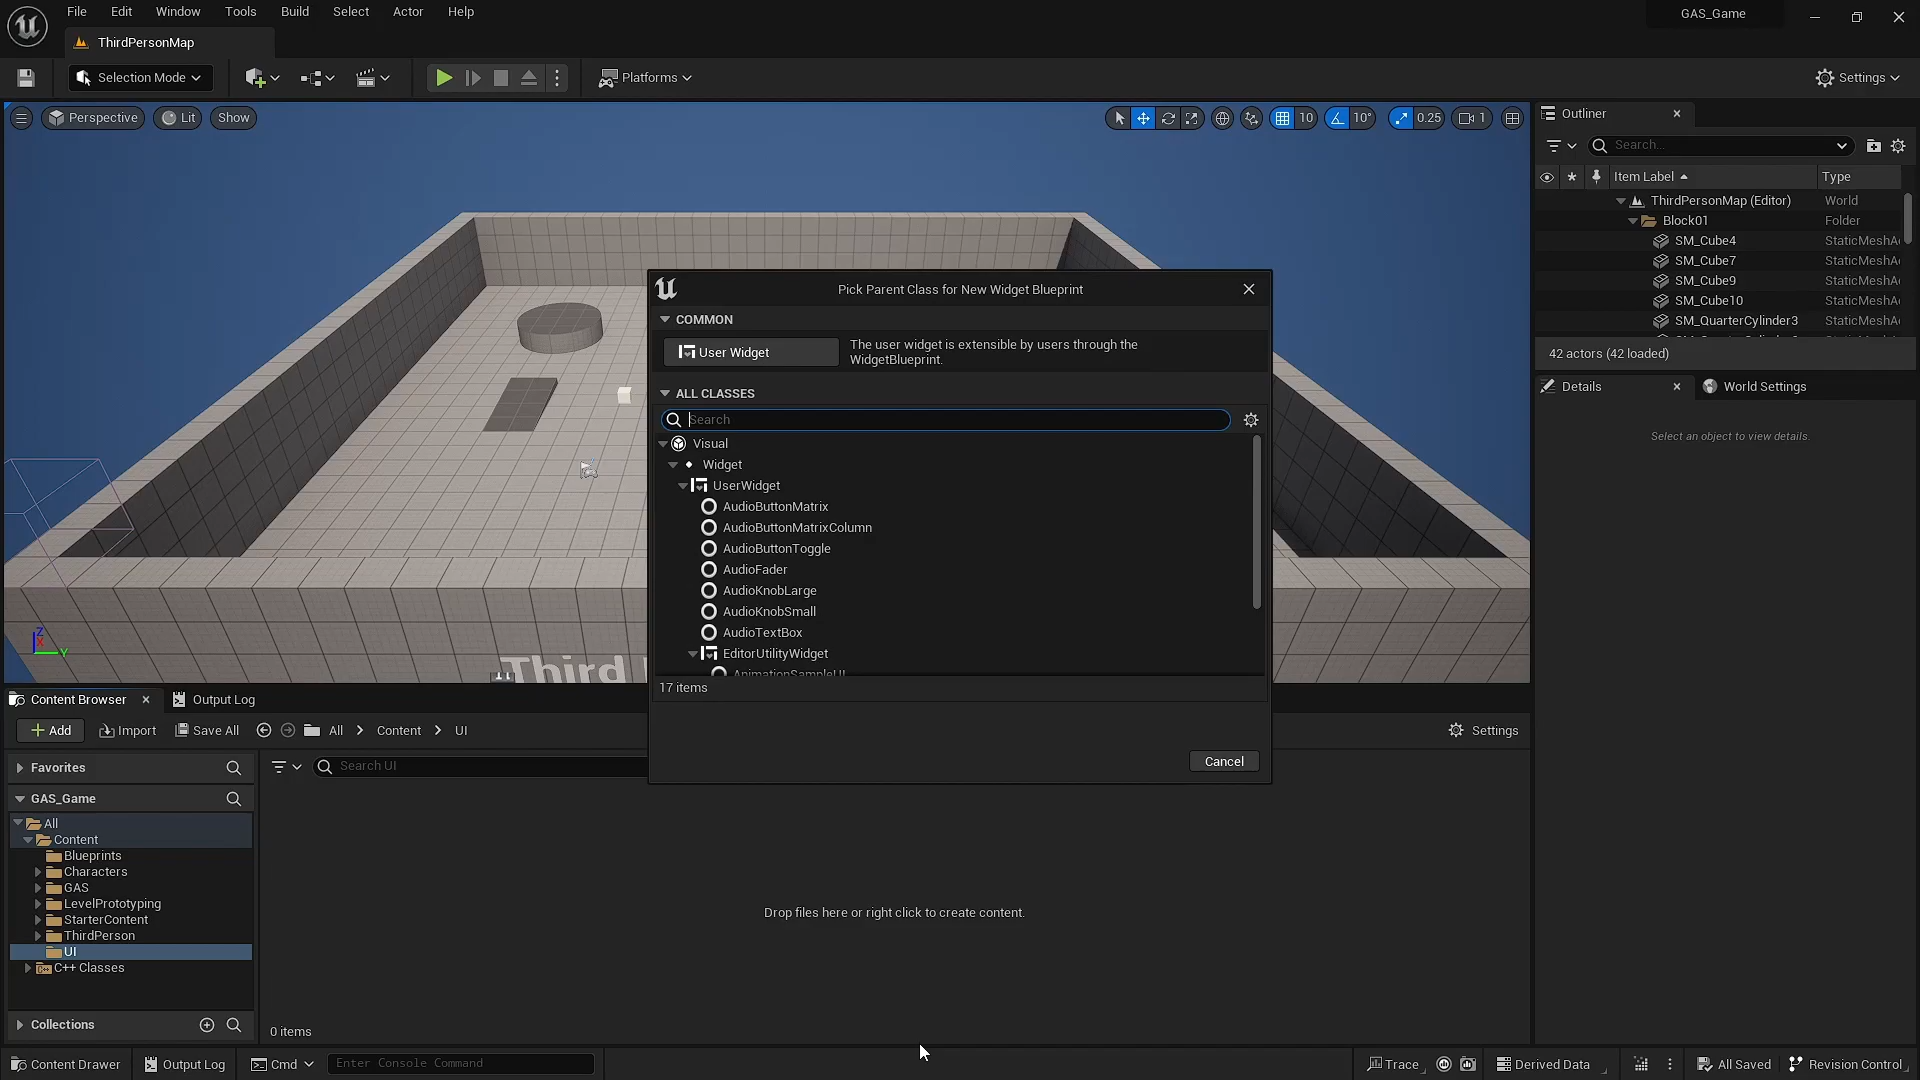 File Edit Window Tools Build Select Actor Help
GAS_Game
ThirdPersonMap
Selection Mode
Platforms
Settings
Perspective
Lit
Show
10
10°
0.25
1
Outliner
Search...
Item Label
Type
ThirdPersonMap (Editor)
World
Block01
Folder
SM_Cube4
StaticMeshA
SM_Cube7
StaticMeshA
SM_Cube9
StaticMeshA
SM_Cube10
StaticMeshA
SM_QuarterCylinder3
StaticMeshA
42 actors (42 loaded)
Details
World Settings
Select an object to view details.
Pick Parent Class for New Widget Blueprint
COMMON
User Widget
The user widget is extensible by users through the
WidgetBlueprint.
ALL CLASSES
Search
Visual
Widget
UserWidget
AudioButtonMatrix
AudioButtonMatrixColumn
AudioButtonToggle
AudioFader
AudioKnobLarge
AudioKnobSmall
AudioTextBox
EditorUtilityWidget
AnimationSampleUI
17 items
Cancel
Z
X
Y
Third
Content Browser
Output Log
Add
Import
Save All
All
Content
UI
Settings
Favorites
Search UI
GAS_Game
All
Content
Blueprints
Characters
GAS
LevelPrototyping
StarterContent
ThirdPerson
UI
C++ Classes
Drop files here or right click to create content.
Collections
0 items
Content Drawer
Output Log
Cmd
Enter Console Command
Trace
Derived Data
All Saved
Revision Control